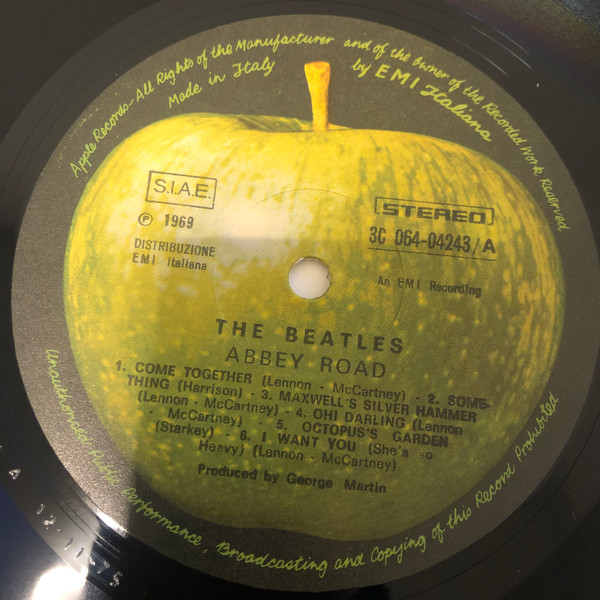 Apple Records-All Rights of the Manufacturer and of the Owner of the Recorded Work Reserved
Made in Italy by EMI Italiana
S.I.A.E.
℗ 1969
DISTRIBUZIONE
EMI Italiana
STEREO
3C 064-04243/A
An EMI Recording
THE BEATLES
ABBEY ROAD
1. COME TOGETHER (Lennon - McCartney) - 2. SOME-
THING (Harrison) - 3. MAXWELL'S SILVER HAMMER
(Lennon - McCartney) - 4. OH! DARLING (Lennon
- McCartney) - 5. OCTOPUS'S GARDEN
(Starkey) - 6. I WANT YOU (She's so
Heavy) (Lennon - McCartney)
Produced by George Martin
Unauthorized Public Performance, Broadcasting and Copying of this Record Prohibited
A 12-11-75